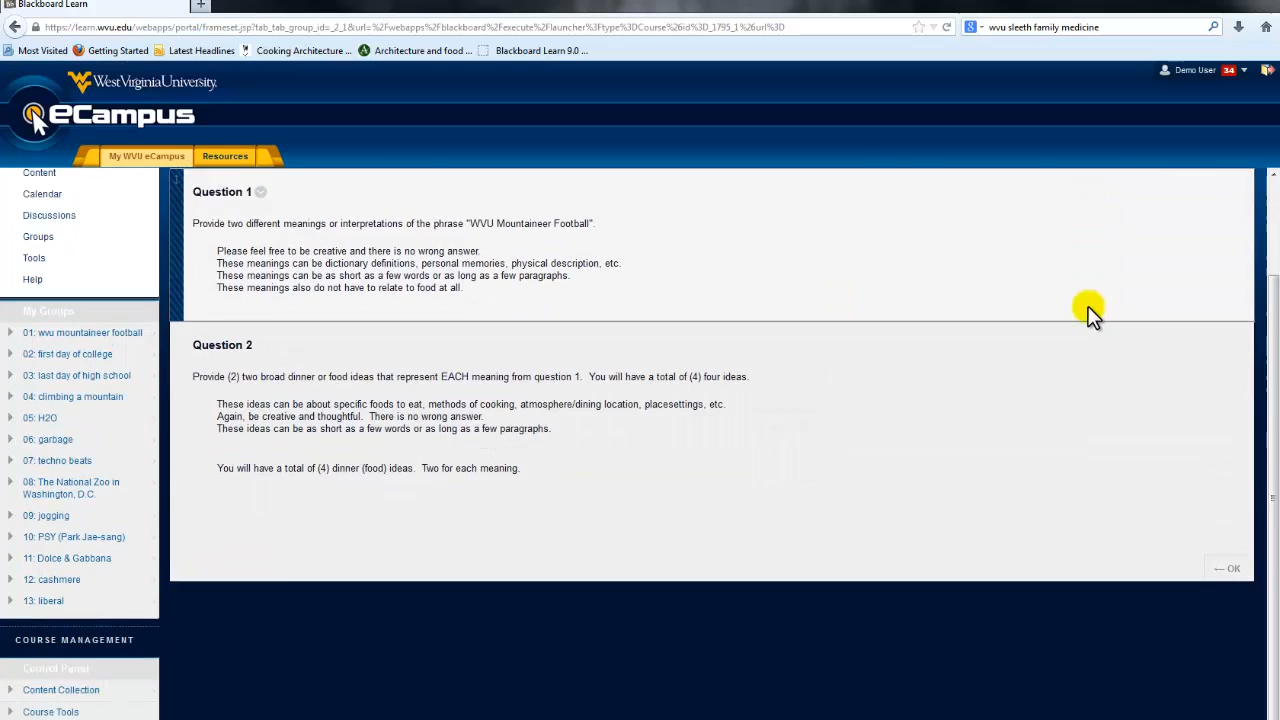 Blackboard Learn
+
https://learn.wvu.edu/webapps/portal/frameset.jsp?tab_tab_group_id=_2_1&url=%2Fwebapps%2Fblackboard%2Fexecute%2Flauncher%3Ftype%3DCourse%26id%3D_1795_1%26url%3D
wvu sleeth family medicine
Most Visited Getting Started Latest Headlines Cooking Architecture ... Architecture and food ... Blackboard Learn 9.0 ...
WestVirginiaUniversity
Demo User 34
eCampus
My WVU eCampus Resources
Content
Calendar
Discussions
Groups
Tools
Help
My Groups
01: wvu mountaineer football
02: first day of college
03: last day of high school
04: climbing a mountain
05: H2O
06: garbage
07: techno beats
08: The National Zoo in
Washington, D.C.
09: jogging
10: PSY (Park Jae-sang)
11: Dolce & Gabbana
12: cashmere
13: liberal
COURSE MANAGEMENT
Control Panel
Content Collection
Course Tools
Question 1
Provide two different meanings or interpretations of the phrase "WVU Mountaineer Football".
Please feel free to be creative and there is no wrong answer.
These meanings can be dictionary definitions, personal memories, physical description, etc.
These meanings can be as short as a few words or as long as a few paragraphs.
These meanings also do not have to relate to food at all.
Question 2
Provide (2) two broad dinner or food ideas that represent EACH meaning from question 1. You will have a total of (4) four ideas.
These ideas can be about specific foods to eat, methods of cooking, atmosphere/dining location, placesettings, etc.
Again, be creative and thoughtful. There is no wrong answer.
These ideas can be as short as a few words or as long as a few paragraphs.
You will have a total of (4) dinner (food) ideas. Two for each meaning.
← OK